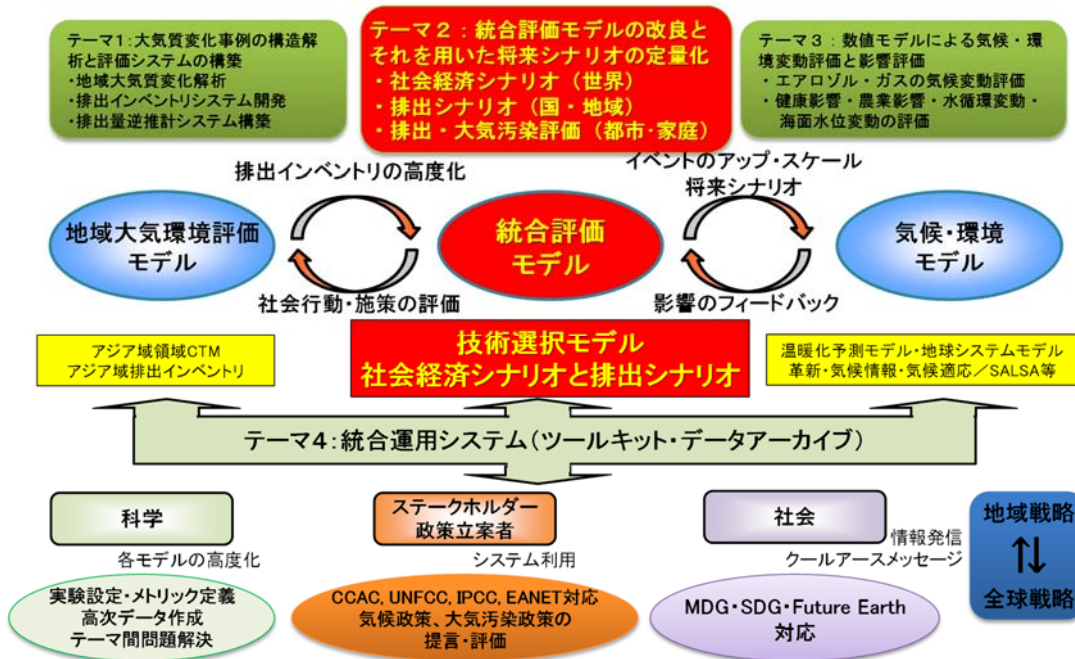 テーマ1:大気質変化事例の構造解
析と評価システムの構築
・地域大気質変化解析
・排出インベントリシステム開発
・排出量逆推計システム構築
テーマ2:統合評価モデルの改良と
それを用いた将来シナリオの定量化
・社会経済シナリオ(世界)
・排出シナリオ(国・地域)
・排出・大気汚染評価(都市・家庭)
テーマ3:数値モデルによる気候・環
境変動評価と影響評価
・エアロゾル・ガスの気候変動評価
・健康影響・農業影響・水循環変動・
海面水位変動の評価
排出インベントリの高度化
イベントのアップ・スケール
将来シナリオ
地域大気環境評価
モデル
統合評価
モデル
気候・環境
モデル
社会行動・施策の評価
影響のフィードバック
アジア域領域CTM
アジア域排出インベントリ
技術選択モデル
社会経済シナリオと排出シナリオ
温暖化予測モデル・地球システムモデル
革新・気候情報・気候適応/SALSA等
テーマ4:統合運用システム(ツールキット・データアーカイブ)
科学
各モデルの高度化
ステークホルダー
政策立案者
システム利用
社会
情報発信
クールアースメッセージ
地域戦略
⇅
全球戦略
実験設定・メトリック定義
高次データ作成
テーマ間問題解決
CCAC, UNFCC, IPCC, EANET対応
気候政策、大気汚染政策の
提言・評価
MDG・SDG・Future Earth
対応